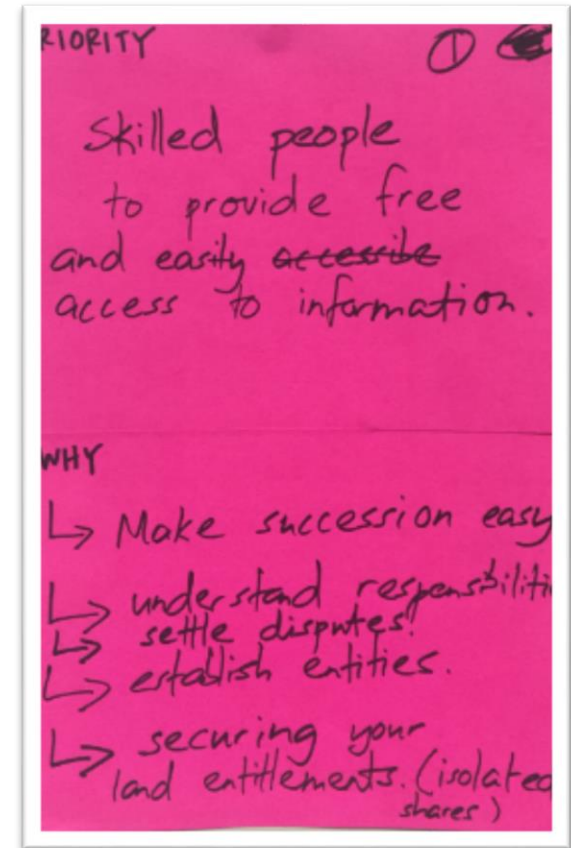 RIORITY ①
Skilled people
to provide free
and easily accessible
access to information.
WHY
↳ Make succession easy
↳ understand responsibiliti
↳ settle disputes.
↳ establish entities.
↳ securing your
land entitlements. (isolated
shares)